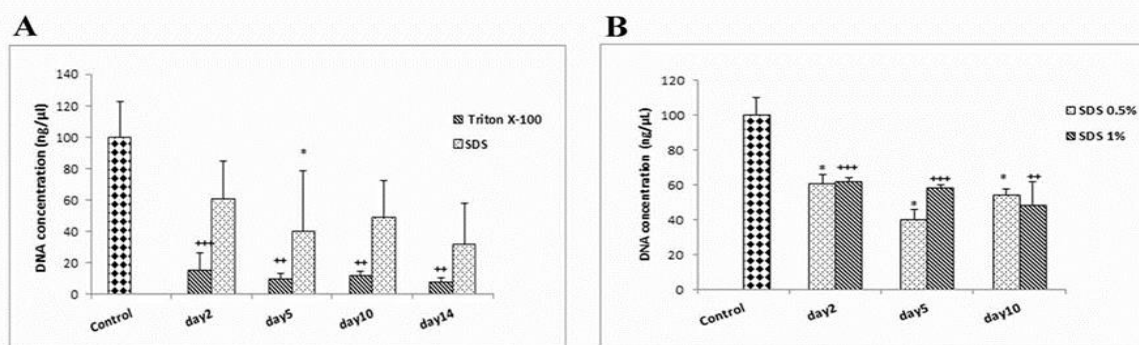 A
DNA concentration (ng/µl)
140
120
100
80
60
40
20
0
+++
++
*
++
++
Triton X-100
SDS
Control
day2
day5
day10
day14
B
DNA concentration (ng/µL)
120
100
80
60
40
20
0
*
+++
*
+++
*
++
SDS 0.5%
SDS 1%
Control
day2
day5
day10